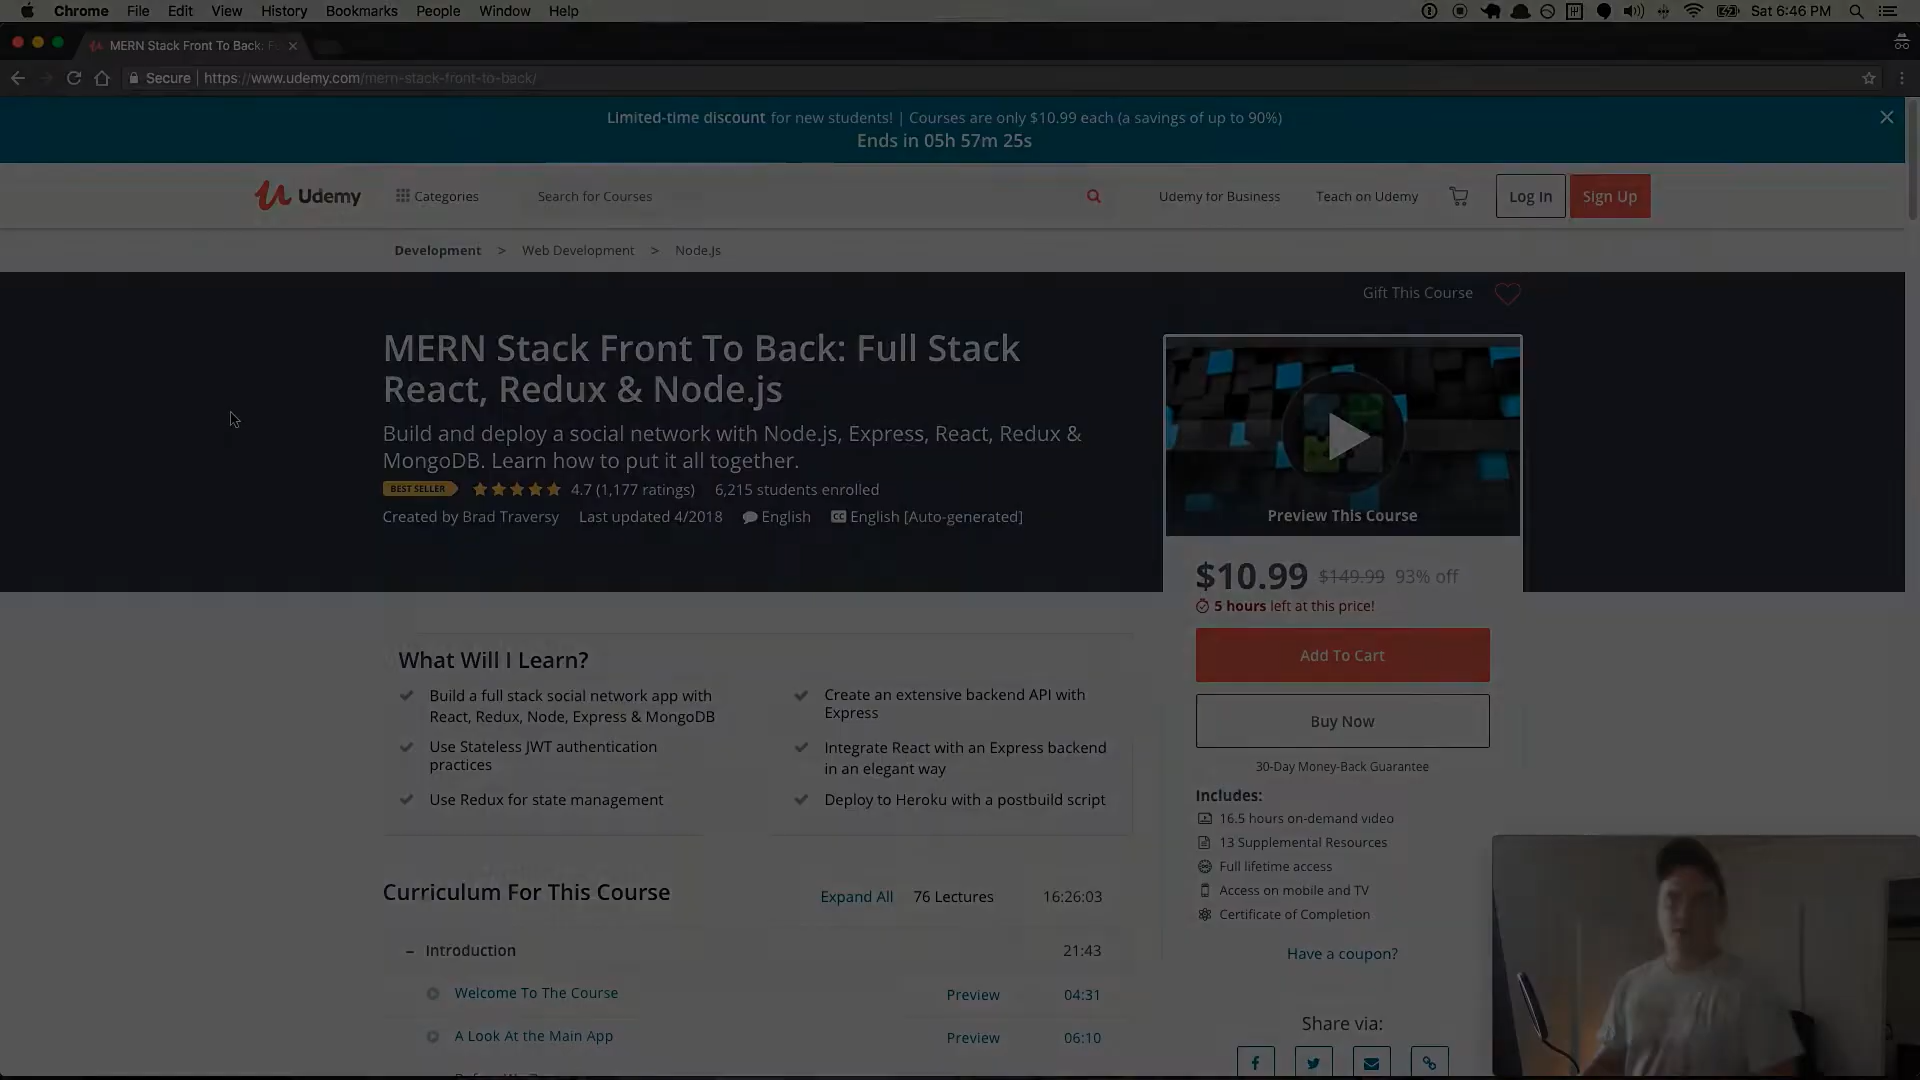 Chrome File Edit View History Bookmarks People Window Help
Sat 6:46 PM
MERN Stack Front To Back: F
Secure https://www.udemy.com/mern-stack-front-to-back/
Limited-time discount for new students! | Courses are only $10.99 each (a savings of up to 90%)
Ends in 05h 57m 25s
Udemy
Categories
Search for Courses
Udemy for Business
Teach on Udemy
Log In
Sign Up
Development > Web Development > Node.Js
Gift This Course
MERN Stack Front To Back: Full Stack
React, Redux & Node.js
Build and deploy a social network with Node.js, Express, React, Redux &
MongoDB. Learn how to put it all together.
BEST SELLER 4.7 (1,177 ratings) 6,215 students enrolled
Created by Brad Traversy Last updated 4/2018 English CC English [Auto-generated]
Preview This Course
$10.99 $149.99 93% off
5 hours left at this price!
Add To Cart
Buy Now
30-Day Money-Back Guarantee
Includes:
16.5 hours on-demand video
13 Supplemental Resources
Full lifetime access
Access on mobile and TV
Certificate of Completion
Have a coupon?
Share via:
What Will I Learn?
Build a full stack social network app with
React, Redux, Node, Express & MongoDB
Use Stateless JWT authentication
practices
Use Redux for state management
Create an extensive backend API with
Express
Integrate React with an Express backend
in an elegant way
Deploy to Heroku with a postbuild script
Curriculum For This Course
Expand All 76 Lectures 16:26:03
– Introduction 21:43
Welcome To The Course Preview 04:31
A Look At the Main App Preview 06:10